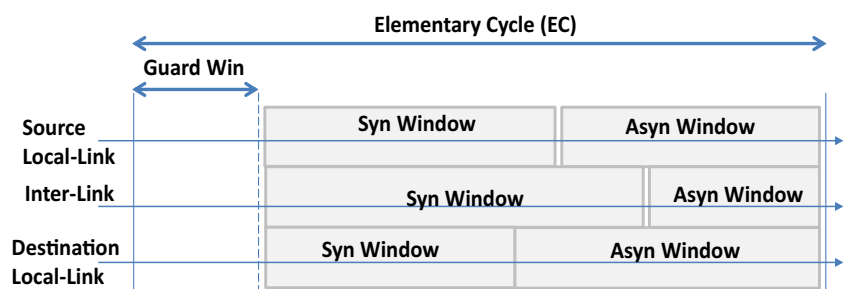 Elementary Cycle (EC)
Guard Win
Source
Local-Link
Syn Window
Asyn Window
Inter-Link
Syn Window
Asyn Window
Destination
Local-Link
Syn Window
Asyn Window